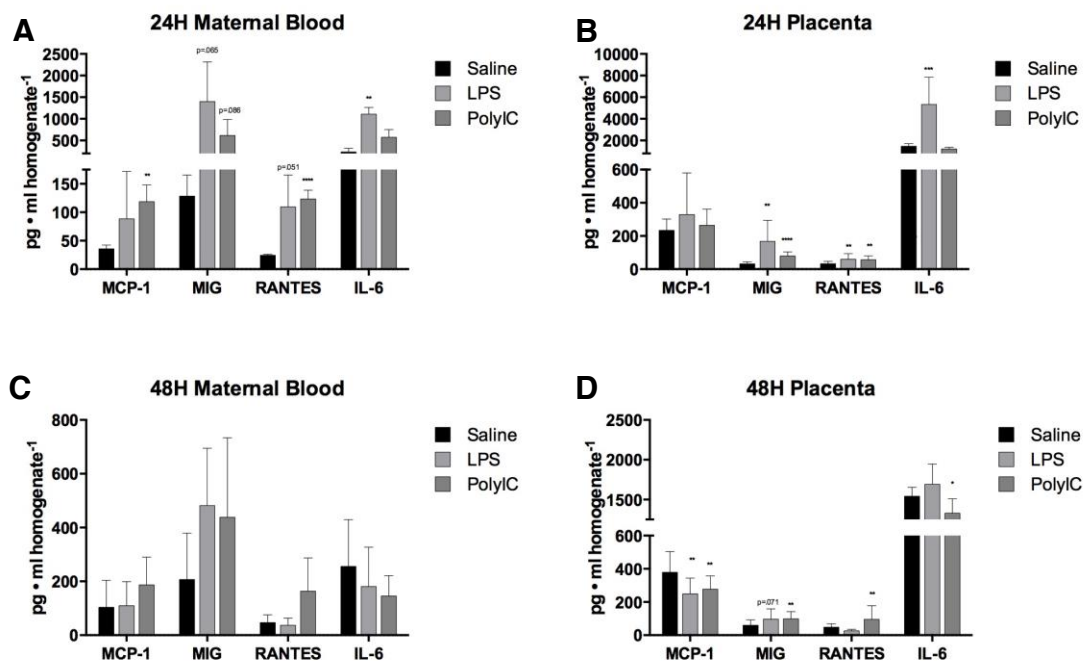 A
24H Maternal Blood
pg • ml homogenate⁻¹
2500
2000
1500
1000
500
150
100
50
0
p=.065
p=.086
**
p=.051
****
**
MCP-1 MIG RANTES IL-6
Saline
LPS
PolyIC
B
24H Placenta
pg • ml homogenate⁻¹
10000
8000
6000
4000
2000
600
400
200
0
***
**
****
** **
MCP-1 MIG RANTES IL-6
Saline
LPS
PolyIC
C
48H Maternal Blood
pg • ml homogenate⁻¹
800
600
400
200
0
MCP-1 MIG RANTES IL-6
Saline
LPS
PolyIC
D
48H Placenta
pg • ml homogenate⁻¹
2500
2000
1500
600
400
200
0
*
** **
p=.071 **
**
MCP-1 MIG RANTES IL-6
Saline
LPS
PolyIC